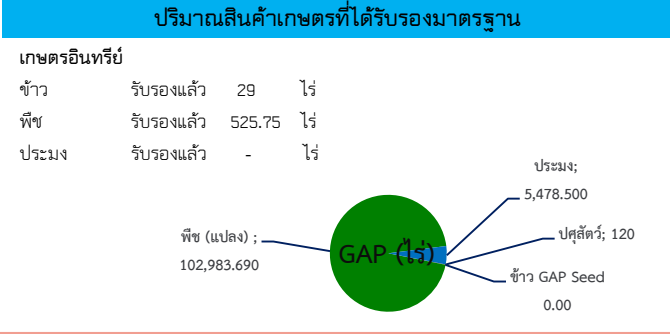 ปริมาณสินค้าเกษตรที่ได้รับรองมาตรฐาน
เกษตรอินทรีย์
ข้าว รับรองแล้ว 29 ไร่
พืช รับรองแล้ว 525.75 ไร่
ประมง รับรองแล้ว - ไร่
ประมง;
5,478.500
พืช (แปลง) ;
102,983.690
GAP (ไร่)
ปศุสัตว์; 120
ข้าว GAP Seed
0.00